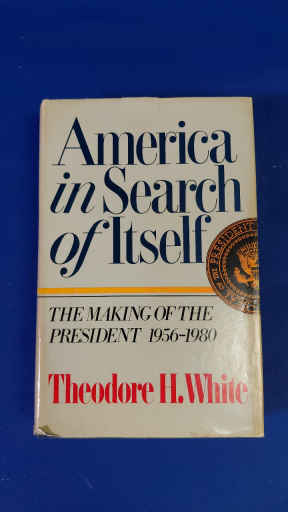 America
in Search
of Itself
THE MAKING OF THE
PRESIDENT 1956-1980
Theodore H. White